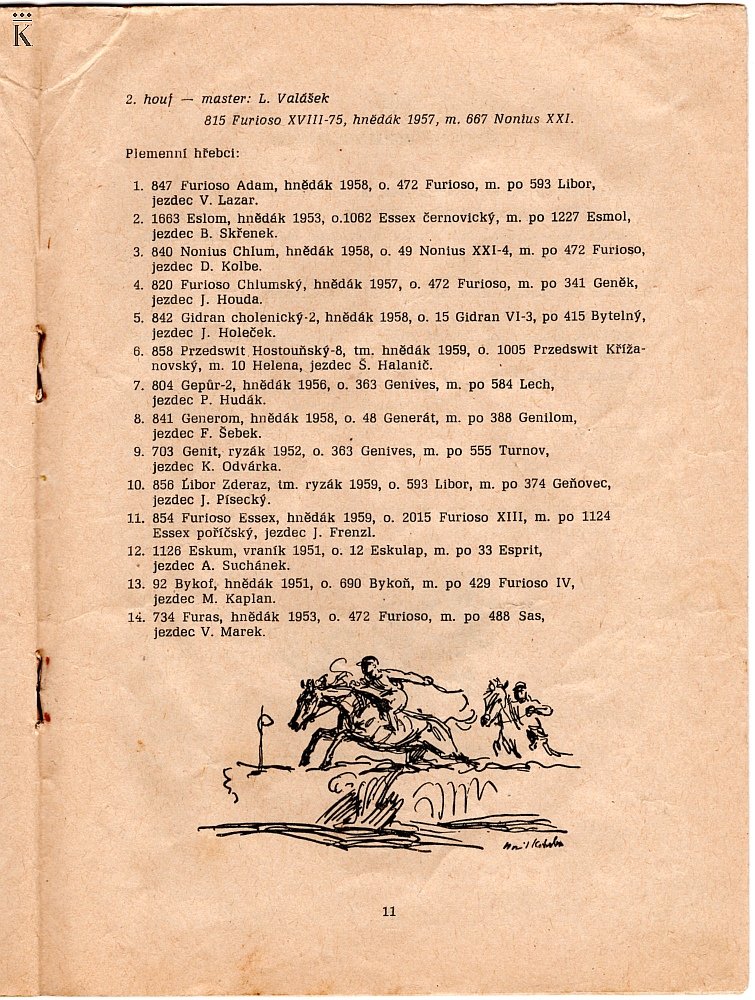 K
2. houf — master: L. Valášek
815 Furioso XVIII-75, hnědák 1957, m. 667 Nonius XXI.
Plemenní hřebci:
1. 847 Furioso Adam, hnědák 1958, o. 472 Furioso, m. po 593 Libor,
jezdec V. Lazar.
2. 1663 Eslom, hnědák 1953, o.1062 Essex černovický, m. po 1227 Esmol,
jezdec B. Skřenek.
3. 840 Nonius Chlum, hnědák 1958, o. 49 Nonius XXI-4, m. po 472 Furioso,
jezdec D. Kolbe.
4. 820 Furioso Chlumský, hnědák 1957, o. 472 Furioso, m. po 341 Geněk,
jezdec J. Houda.
5. 842 Gidran cholenický-2, hnědák 1958, o. 15 Gidran VI-3, po 415 Bytelný,
jezdec J. Holeček.
6. 858 Przedswit Hostouňský-8, tm. hnědák 1959, o. 1005 Przedswit Kříža-
novský, m. 10 Helena, jezdec Š. Halanič.
7. 804 Gepůr-2, hnědák 1956, o. 363 Genives, m. po 584 Lech,
jezdec P. Hudák.
8. 841 Generom, hnědák 1958, o. 48 Generát, m. po 388 Genilom,
jezdec F. Šebek.
9. 703 Genit, ryzák 1952, o. 363 Genives, m. po 555 Turnov,
jezdec K. Odvárka.
10. 856 Libor Zderaz, tm. ryzák 1959, o. 593 Libor, m. po 374 Geňovec,
jezdec J. Písecký.
11. 854 Furioso Essex, hnědák 1959, o. 2015 Furioso XIII, m. po 1124
Essex poříčský, jezdec J. Frenzl.
12. 1126 Eskum, vraník 1951, o. 12 Eskulap, m. po 33 Esprit,
jezdec A. Suchánek.
13. 92 Bykof, hnědák 1951, o. 690 Bykoň, m. po 429 Furioso IV,
jezdec M. Kaplan.
14. 734 Furas, hnědák 1953, o. 472 Furioso, m. po 488 Sas,
jezdec V. Marek.
11